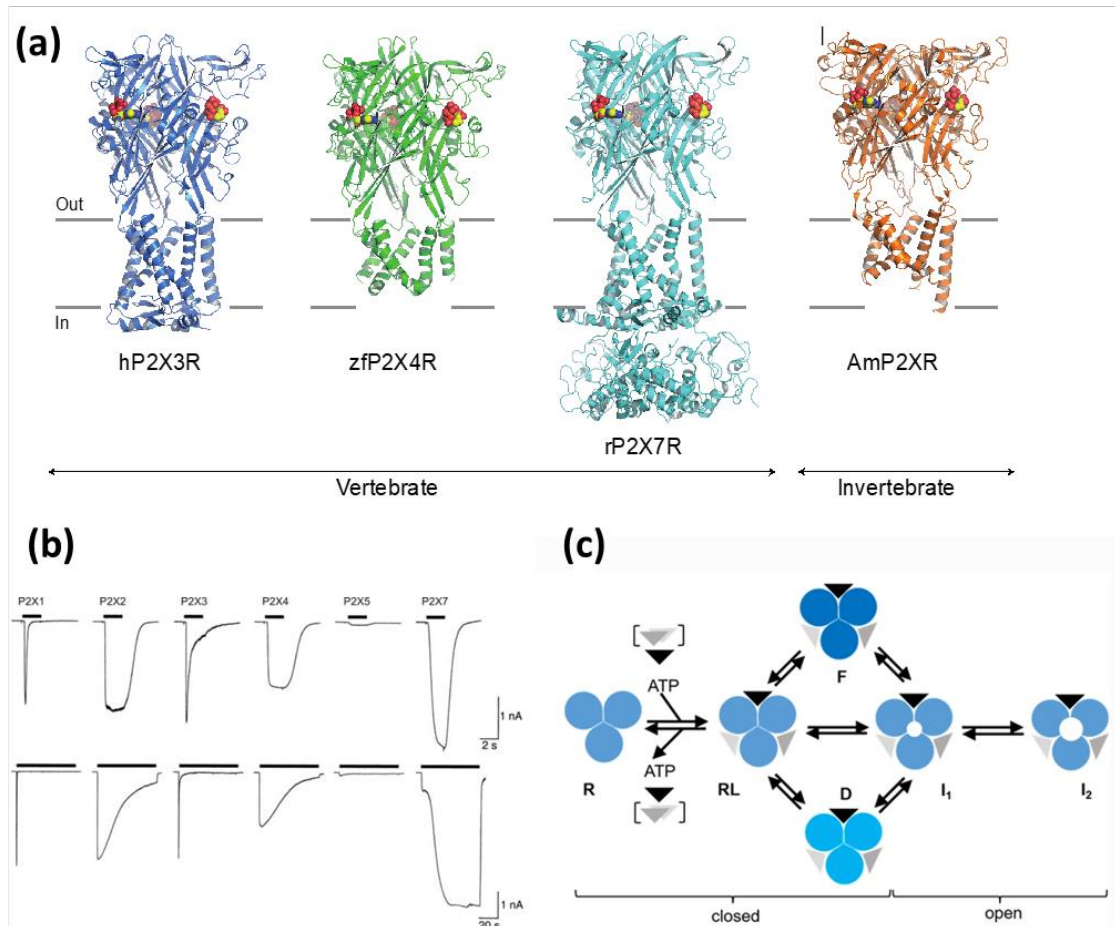 (a)
Out
In
hP2X3R
zfP2X4R
rP2X7R
AmP2XR
Vertebrate
Invertebrate
(b)
P2X1 P2X2 P2X3 P2X4 P2X5 P2X7
1 nA
2 s
1 nA
20 s
(c)
ATP
ATP
R
RL
F
D
I1
I2
closed
open